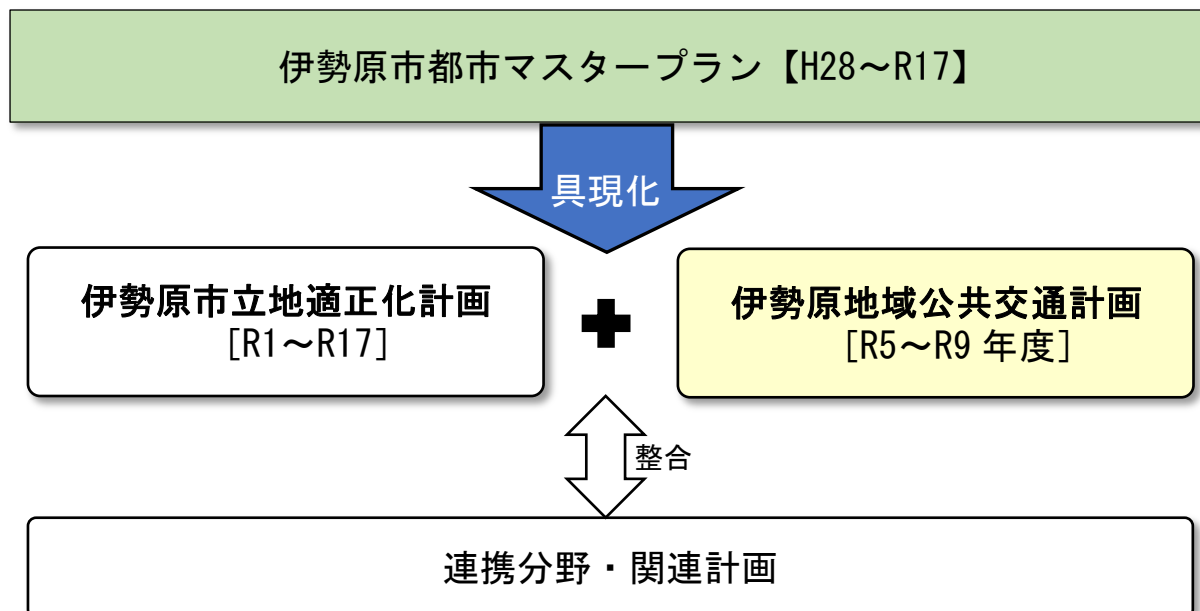 伊勢原市都市マスタープラン【H28～R17】
具現化
伊勢原市立地適正化計画
[R1～R17]
伊勢原地域公共交通計画
[R5～R9 年度]
整合
連携分野・関連計画